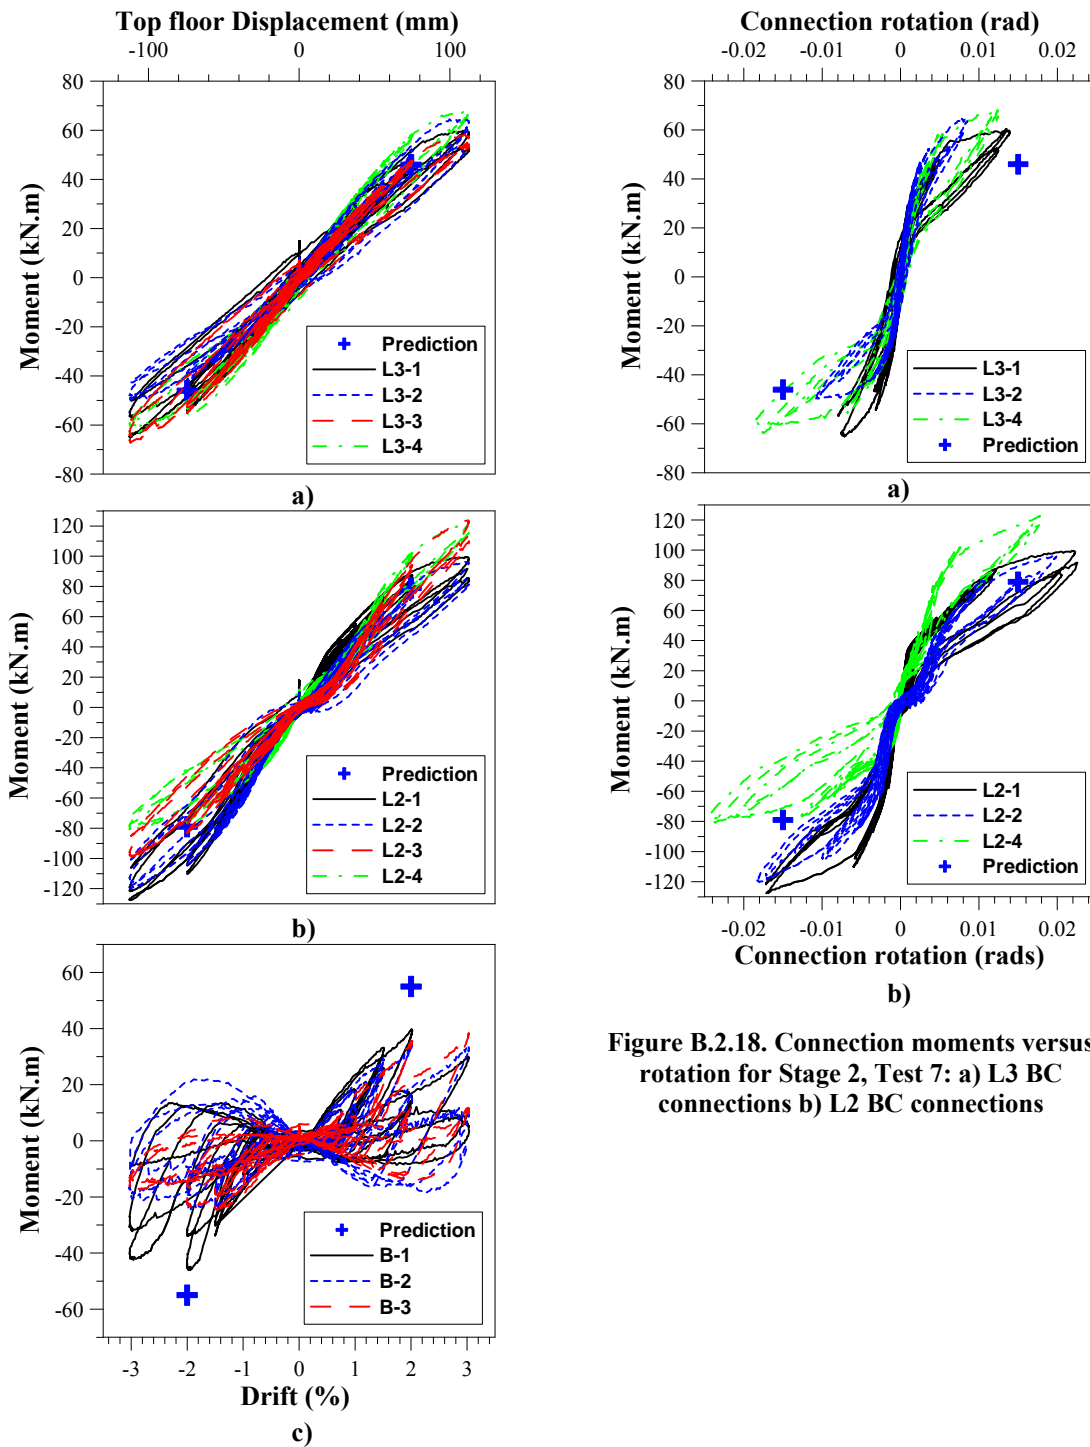 Top floor Displacement (mm)
-100 0 100
80
60
40
20
0
-20
-40
-60
-80
Moment (kN.m)
Prediction
L3-1
L3-2
L3-3
L3-4
a)
120
100
80
60
40
20
0
-20
-40
-60
-80
-100
-120
Moment (kN.m)
Prediction
L2-1
L2-2
L2-3
L2-4
b)
60
40
20
0
-20
-40
-60
Moment (kN.m)
Prediction
B-1
B-2
B-3
-3 -2 -1 0 1 2 3
Drift (%)
c)
Connection rotation (rad)
-0.02 -0.01 0 0.01 0.02
80
60
40
20
0
-20
-40
-60
-80
Moment (kN.m)
L3-1
L3-2
L3-4
Prediction
a)
120
100
80
60
40
20
0
-20
-40
-60
-80
-100
-120
Moment (kN.m)
L2-1
L2-2
L2-4
Prediction
-0.02 -0.01 0 0.01 0.02
Connection rotation (rads)
b)
Figure B.2.18. Connection moments versus
rotation for Stage 2, Test 7: a) L3 BC
connections b) L2 BC connections